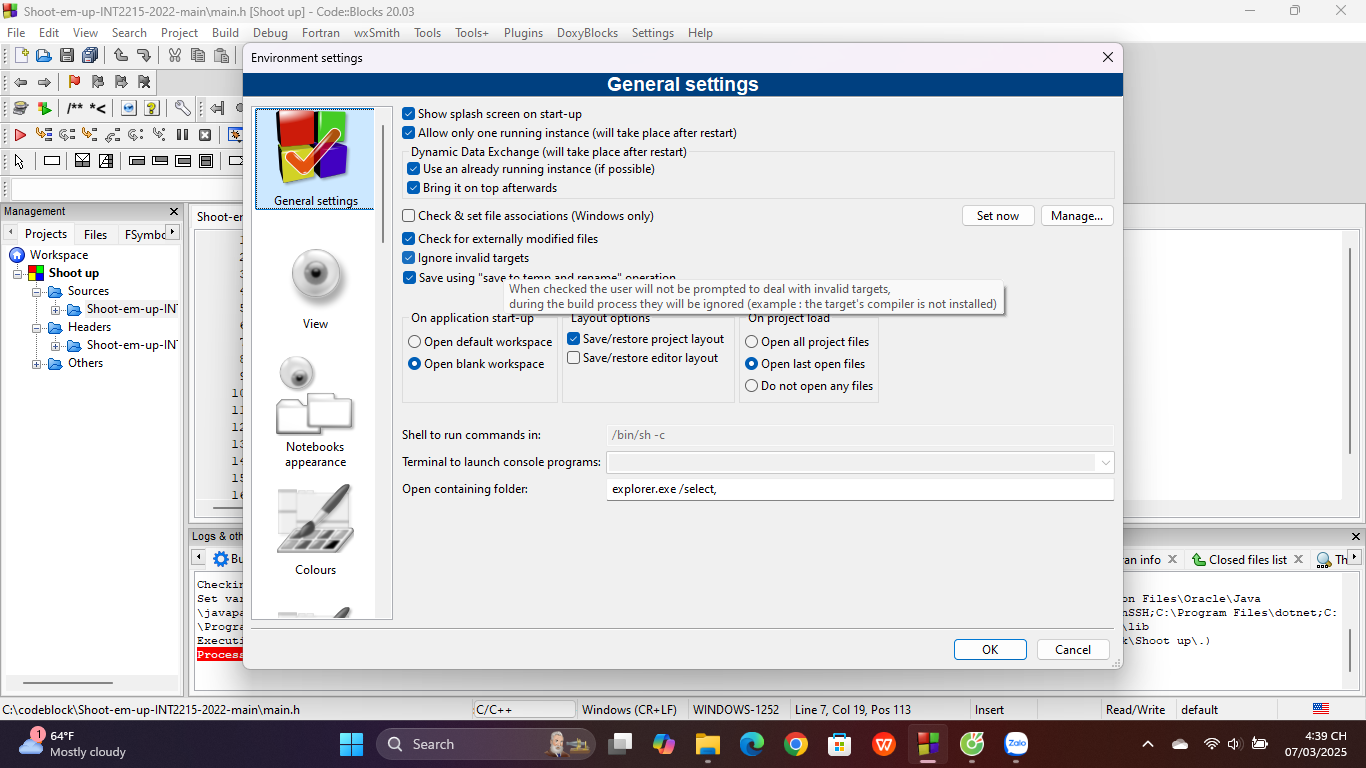 Shoot-em-up-INT2215-2022-main\main.h [Shoot up] - Code::Blocks 20.03
File Edit View Search Project Build Debug Fortran wxSmith Tools Tools+ Plugins DoxyBlocks Settings Help
Environment settings
General settings
General settings
View
Notebooks
appearance
Colours
Show splash screen on start-up
Allow only one running instance (will take place after restart)
Dynamic Data Exchange (will take place after restart)
Use an already running instance (if possible)
Bring it on top afterwards
Check & set file associations (Windows only)
Set now Manage...
Check for externally modified files
Ignore invalid targets
Save using "save to temp and rename" operation
When checked the user will not be prompted to deal with invalid targets,
during the build process they will be ignored (example : the target's compiler is not installed)
On application start-up
Open default workspace
Open blank workspace
Layout options
Save/restore project layout
Save/restore editor layout
On project load
Open all project files
Open last open files
Do not open any files
Shell to run commands in: /bin/sh -c
Terminal to launch console programs:
Open containing folder: explorer.exe /select,
OK Cancel
/** *<
Management
Projects Files FSymbo
Workspace
Shoot up
Sources
Shoot-em-up-INT
Headers
Shoot-em-up-INT
Others
Shoot-er
10
11
12
13
14
15
16
Logs & oth
Bu
an info Closed files list Th
Checkin
Set var
on Files\Oracle\Java
\javapa
nSSH;C:\Program Files\dotnet;C:
\Progra
\lib
Executi
k\Shoot up\.)
Process
C:\codeblock\Shoot-em-up-INT2215-2022-main\main.h C/C++ Windows (CR+LF) WINDOWS-1252 Line 7, Col 19, Pos 113 Insert Read/Write default
1
64°F
Mostly cloudy
Search
Zalo
4:39 CH
07/03/2025